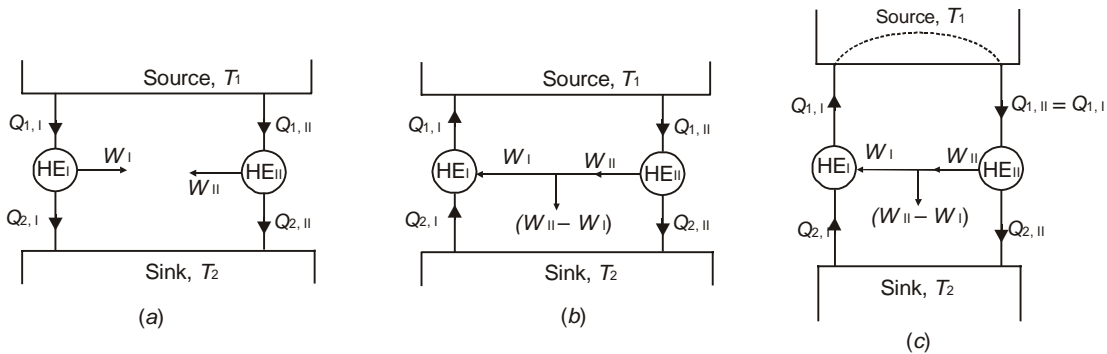 Source, T1
Q1, I
Q1, II
HEI
WI
WII
HEII
Q2, I
Q2, II
Sink, T2
(a)
Source, T1
Q1, I
Q1, II
HEI
WI
WII
HEII
(WII – WI)
Q2, I
Q2, II
Sink, T2
(b)
Source, T1
Q1, I
Q1, II = Q1, I
HEI
WI
WII
HEII
(WII – WI)
Q2, I
Q2, II
Sink, T2
(c)